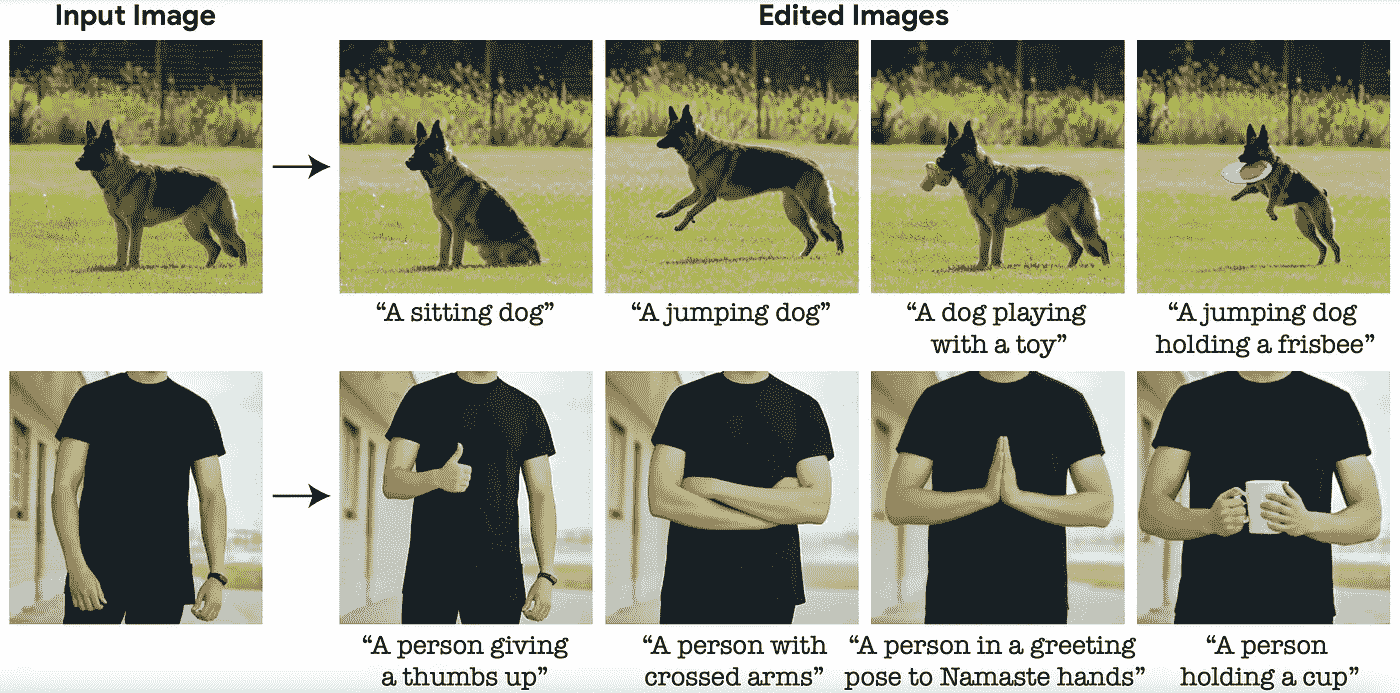 Input Image
Edited Images
“A sitting dog”
“A jumping dog”
“A dog playing
with a toy”
“A jumping dog
holding a frisbee”
“A person giving
a thumbs up”
“A person with
crossed arms”
“A person in a greeting
pose to Namaste hands”
“A person
holding a cup”